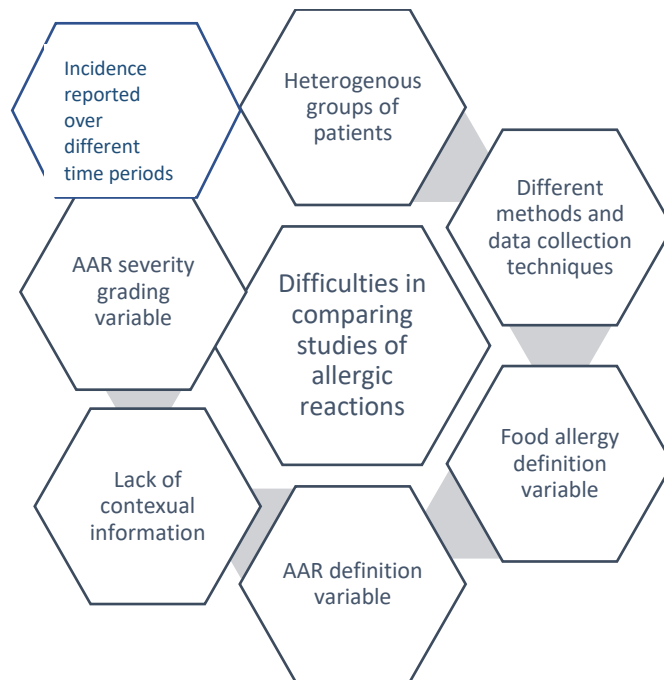 Incidence
reported
over
different
time periods
Heterogenous
groups of
patients
Different
methods and
data collection
techniques
AAR severity
grading
variable
Difficulties in
comparing
studies of
allergic
reactions
Food allergy
definition
variable
Lack of
contexual
information
AAR definition
variable